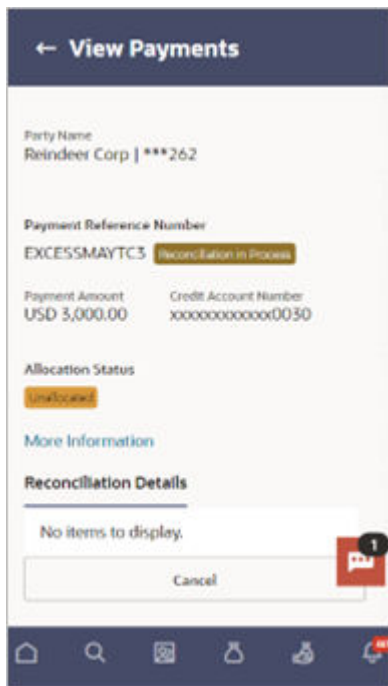 ← View Payments
Party Name
Reindeer Corp | ***262
Payment Reference Number
EXCESSMAYTC3 Reconciliation in Process
Payment Amount Credit Account Number
USD 3,000.00 xxxxxxxxxxxx0030
Allocation Status
Unallocated
More Information
Reconciliation Details
No items to display.
1
Cancel